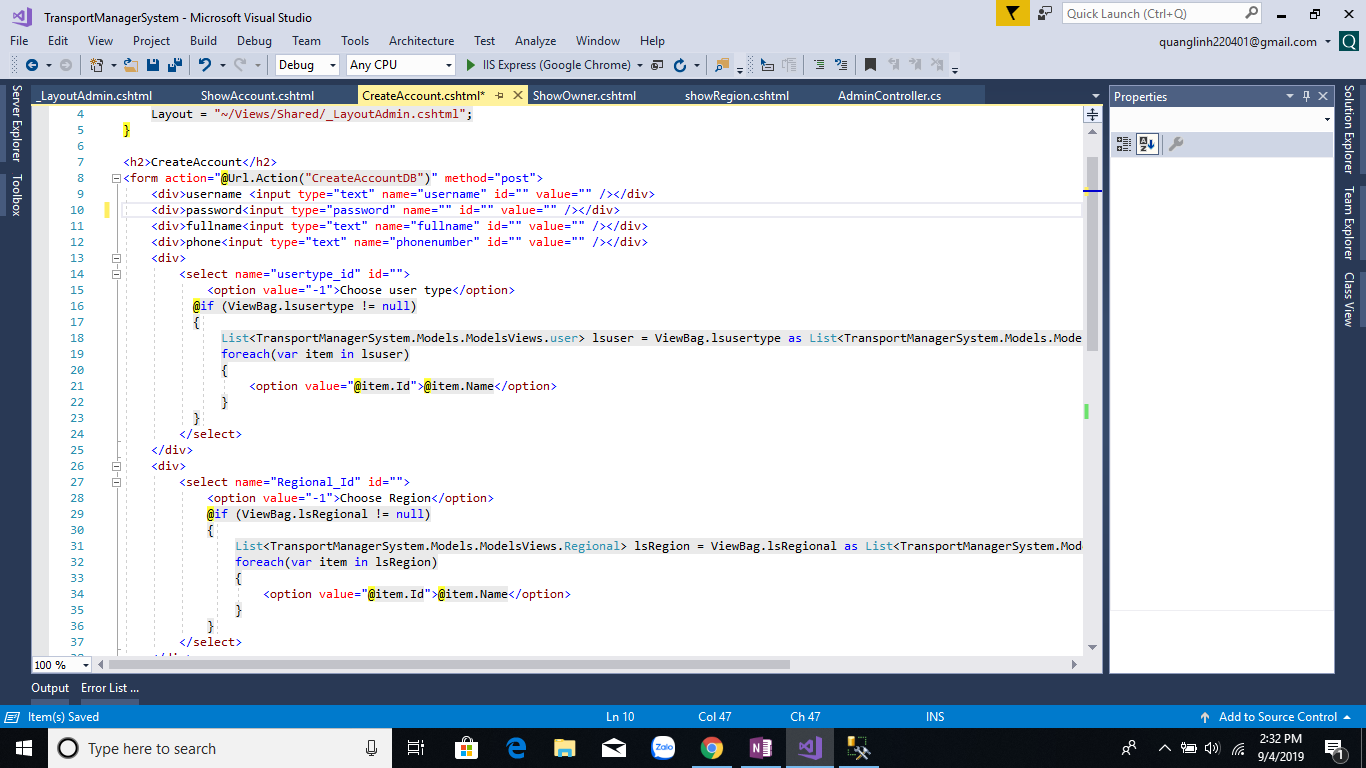 TransportManagerSystem - Microsoft Visual Studio
Quick Launch (Ctrl+Q)
File Edit View Project Build Debug Team Tools Architecture Test Analyze Window Help
quanglinh220401@gmail.com Q
Debug Any CPU IIS Express (Google Chrome)
Server Explorer
Toolbox
_LayoutAdmin.cshtml ShowAccount.cshtml CreateAccount.cshtml* ShowOwner.cshtml showRegion.cshtml AdminController.cs
4 Layout = "~/Views/Shared/_LayoutAdmin.cshtml";
5 }
6
7 <h2>CreateAccount</h2>
8 <form action="@Url.Action("CreateAccountDB")" method="post">
9 <div>username <input type="text" name="username" id="" value="" /></div>
10 <div>password<input type="password" name="" id="" value="" /></div>
11 <div>fullname<input type="text" name="fullname" id="" value="" /></div>
12 <div>phone<input type="text" name="phonenumber" id="" value="" /></div>
13 <div>
14 <select name="usertype_id" id="">
15 <option value="-1">Choose user type</option>
16 @if (ViewBag.lsusertype != null)
17 {
18 List<TransportManagerSystem.Models.ModelsViews.user> lsuser = ViewBag.lsusertype as List<TransportManagerSystem.Models.Mode
19 foreach(var item in lsuser)
20 {
21 <option value="@item.Id">@item.Name</option>
22 }
23 }
24 </select>
25 </div>
26 <div>
27 <select name="Regional_Id" id="">
28 <option value="-1">Choose Region</option>
29 @if (ViewBag.lsRegional != null)
30 {
31 List<TransportManagerSystem.Models.ModelsViews.Regional> lsRegion = ViewBag.lsRegional as List<TransportManagerSystem.Mod
32 foreach(var item in lsRegion)
33 {
34 <option value="@item.Id">@item.Name</option>
35 }
36 }
37 </select>
100 %
Properties
Solution Explorer
Team Explorer
Class View
Output Error List ...
Item(s) Saved Ln 10 Col 47 Ch 47 INS Add to Source Control
Type here to search
Zalo
2:32 PM
9/4/2019
1